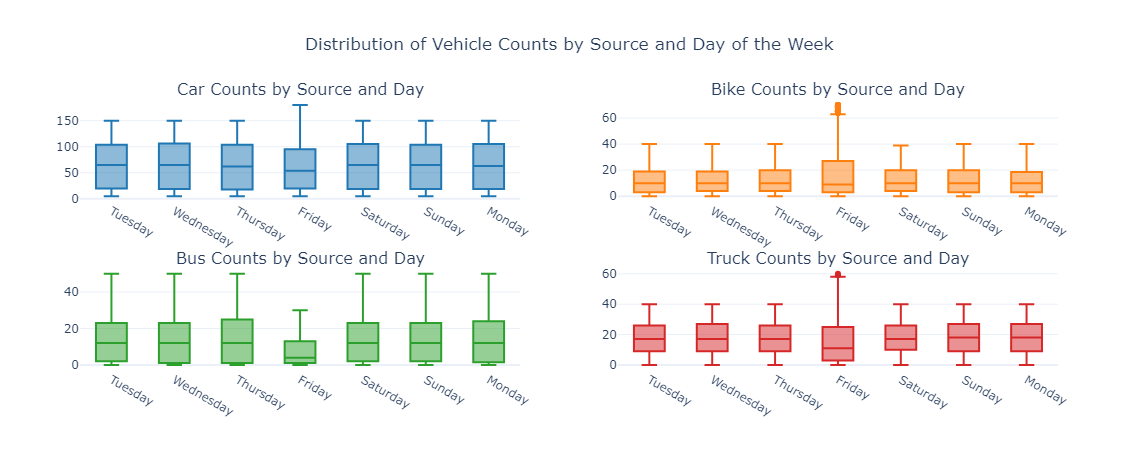 Distribution of Vehicle Counts by Source and Day of the Week
Car Counts by Source and Day
150
100
50
0
Tuesday
Wednesday
Thursday
Friday
Saturday
Sunday
Monday
Bike Counts by Source and Day
60
40
20
0
Tuesday
Wednesday
Thursday
Friday
Saturday
Sunday
Monday
Bus Counts by Source and Day
40
20
0
Tuesday
Wednesday
Thursday
Friday
Saturday
Sunday
Monday
Truck Counts by Source and Day
60
40
20
0
Tuesday
Wednesday
Thursday
Friday
Saturday
Sunday
Monday